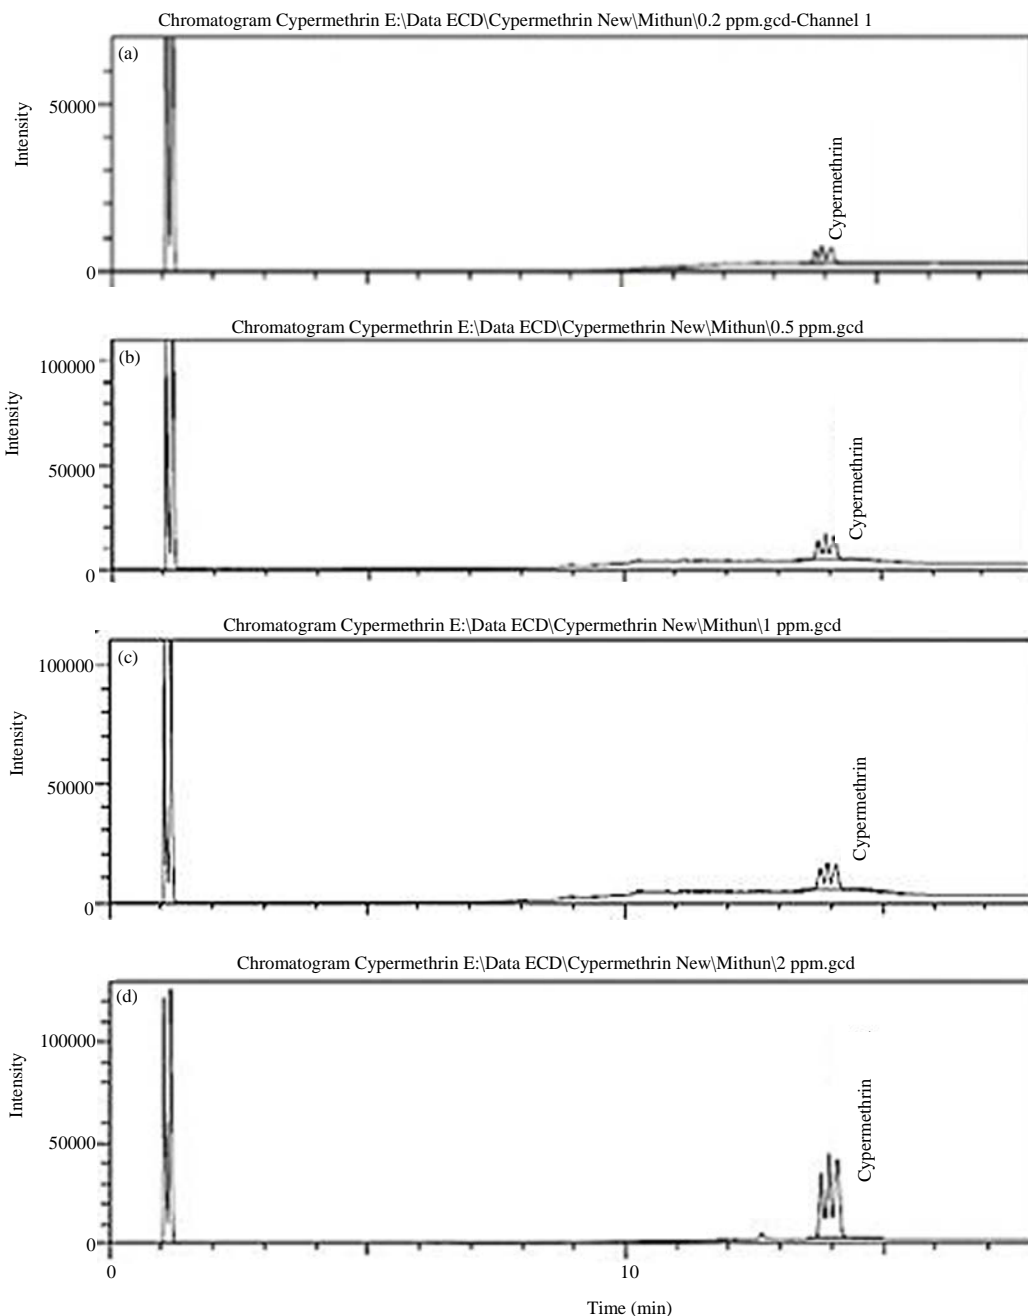 Chromatogram Cypermethrin E:\Data ECD\Cypermethrin New\Mithun\0.2 ppm.gcd-Channel 1
(a)
50000
0
Intensity
Cypermethrin
Chromatogram Cypermethrin E:\Data ECD\Cypermethrin New\Mithun\0.5 ppm.gcd
(b)
100000
50000
0
Intensity
Cypermethrin
Chromatogram Cypermethrin E:\Data ECD\Cypermethrin New\Mithun\1 ppm.gcd
(c)
100000
50000
0
Intensity
Cypermethrin
Chromatogram Cypermethrin E:\Data ECD\Cypermethrin New\Mithun\2 ppm.gcd
(d)
100000
50000
0
Intensity
Cypermethrin
0
10
Time (min)